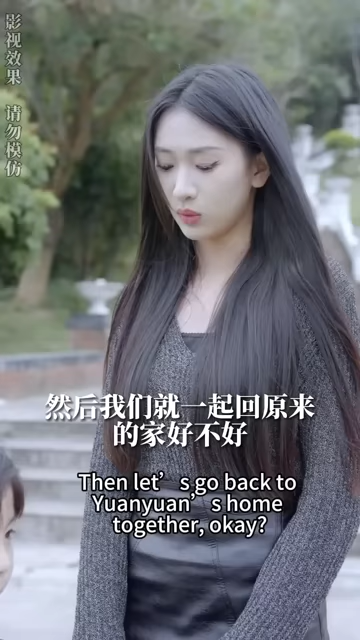 影视效果 请勿模仿
然后我们就一起回原来
的家好不好
Then let’s go back to
Yuanyuan’s home
together, okay?